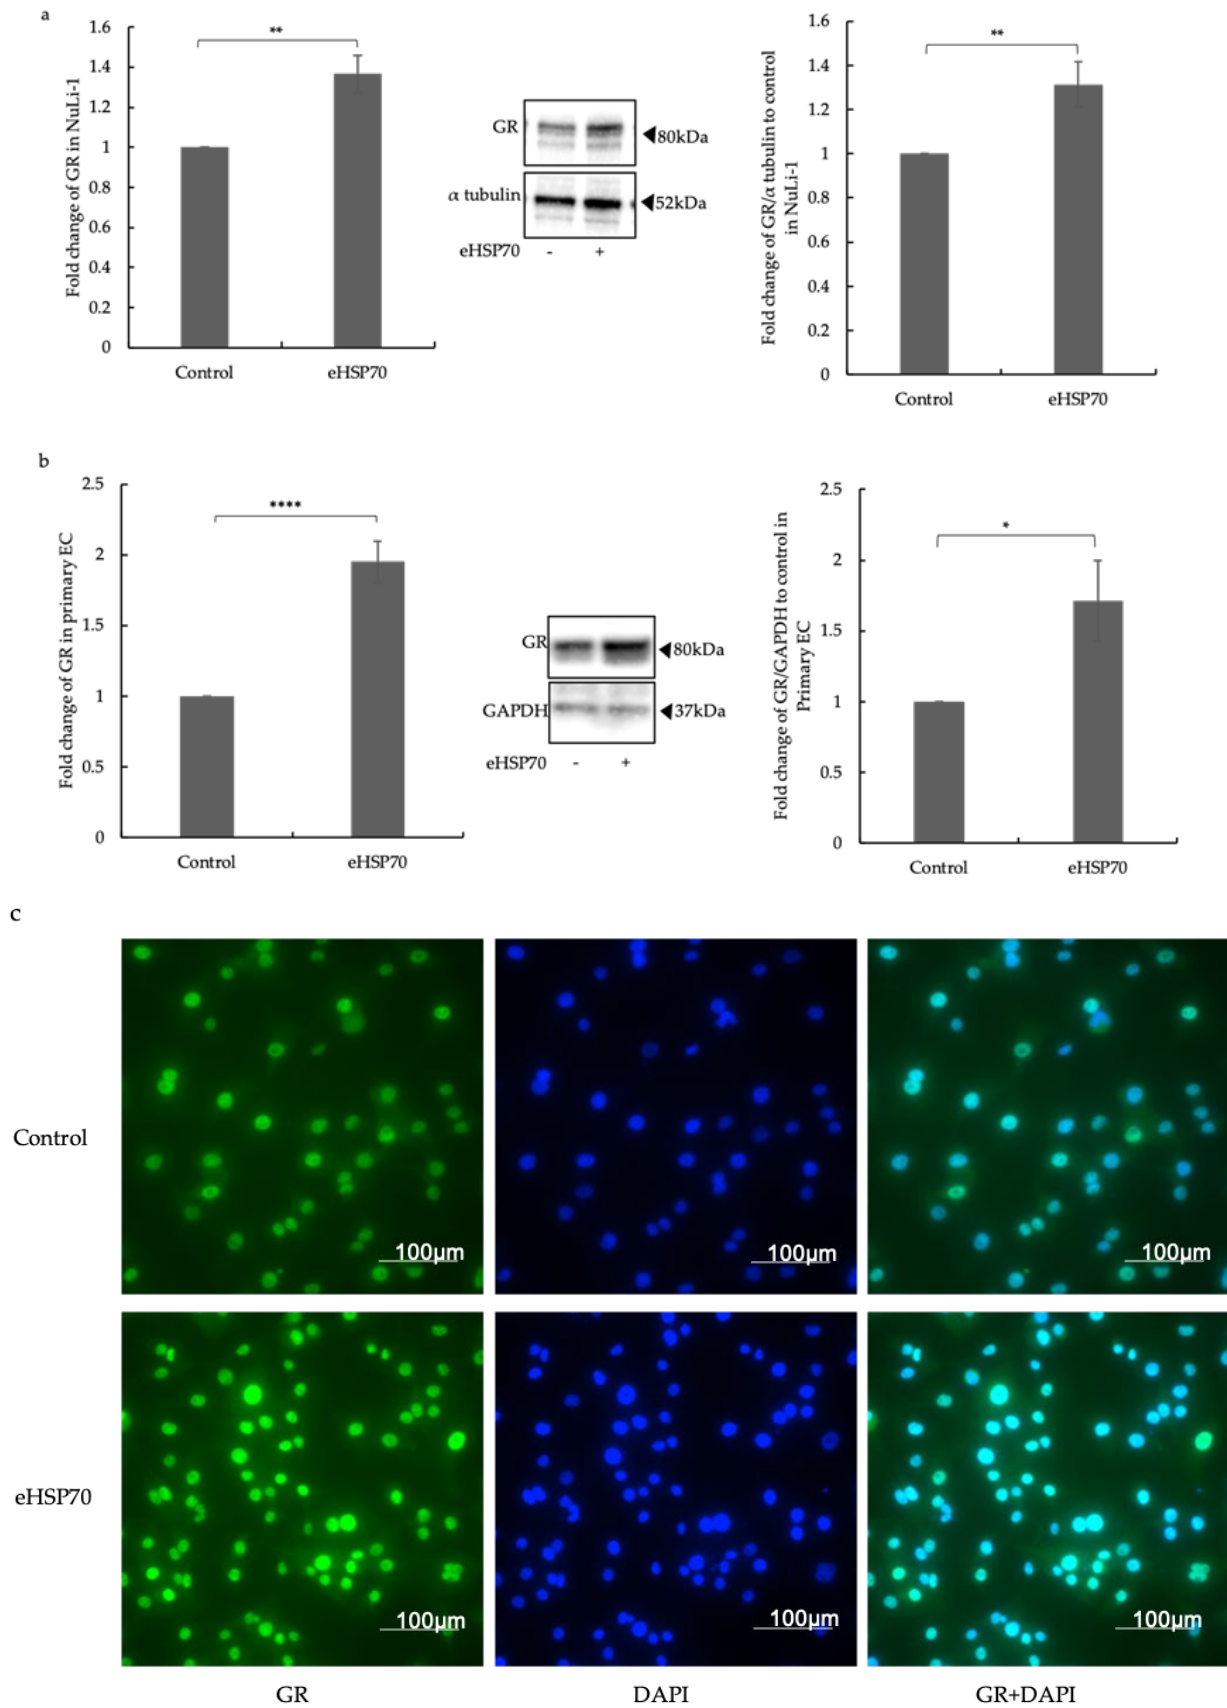 a
Fold change of GR in NuLi-1
1.6
1.4
1.2
1
0.8
0.6
0.4
0.2
0
**
Control
eHSP70
GR
80kDa
α tubulin
52kDa
eHSP70 - +
Fold change of GR/α tubulin to control
in NuLi-1
1.6
1.4
1.2
1
0.8
0.6
0.4
0.2
0
**
Control
eHSP70
b
Fold change of GR in primary EC
2.5
2
1.5
1
0.5
0
****
Control
eHSP70
GR
80kDa
GAPDH
37kDa
eHSP70 - +
Fold change of GR/GAPDH to control in
Primary EC
2.5
2
1.5
1
0.5
0
*
Control
eHSP70
c
Control
100µm
100µm
100µm
eHSP70
100µm
100µm
100µm
GR
DAPI
GR+DAPI